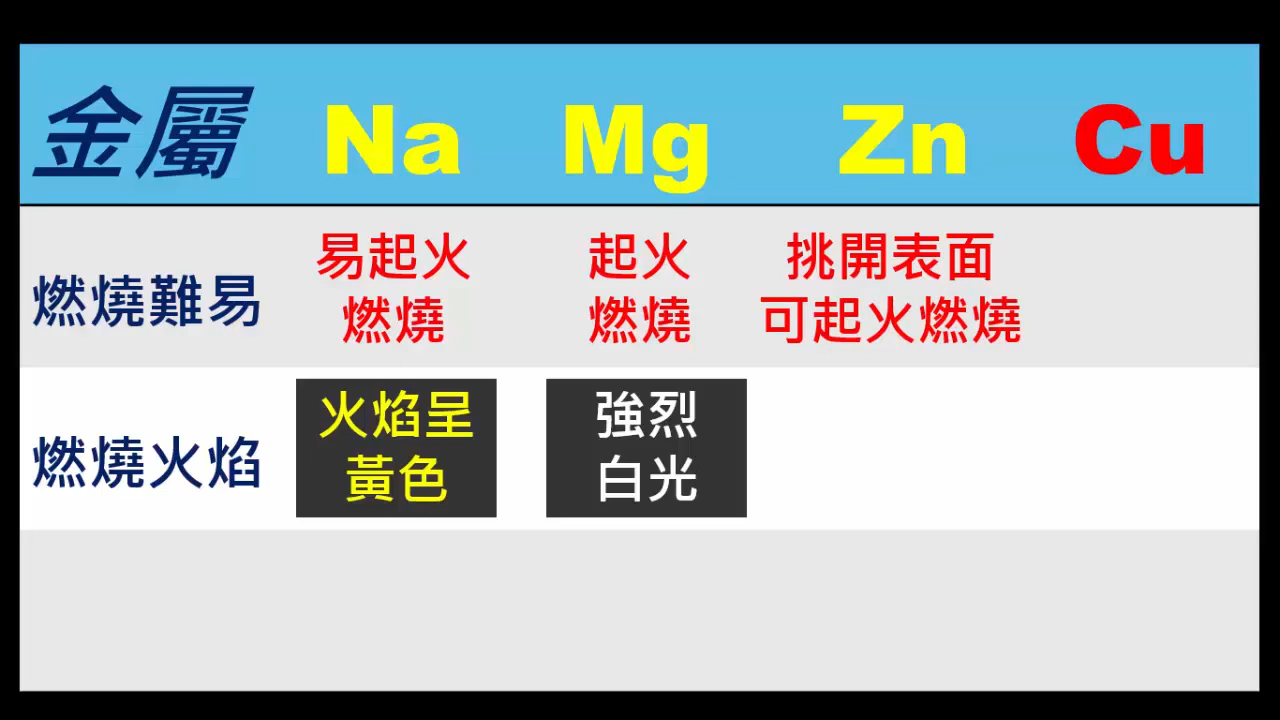 金屬 Na Mg Zn Cu
燃燒難易
易起火
燃燒
起火
燃燒
挑開表面
可起火燃燒
燃燒火焰
火焰呈
黃色
強烈
白光